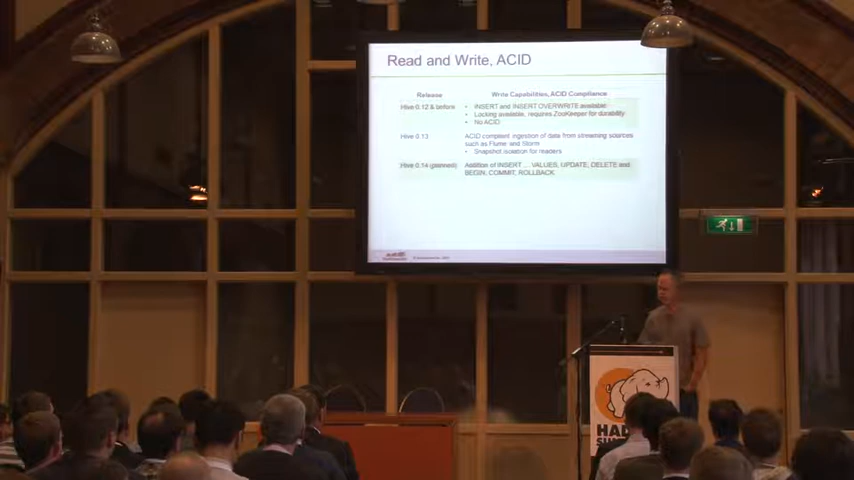 Read and Write, ACID
Release Write Capabilities, ACID Compliance
Hive 0.12 & before • INSERT and INSERT OVERWRITE available
• Locking available, requires ZooKeeper for durability
• No ACID
Hive 0.13 ACID compliant ingestion of data from streaming sources
such as Flume and Storm
• Snapshot isolation for readers
Hive 0.14 (planned) Addition of INSERT … VALUES, UPDATE, DELETE and
BEGIN, COMMIT, ROLLBACK